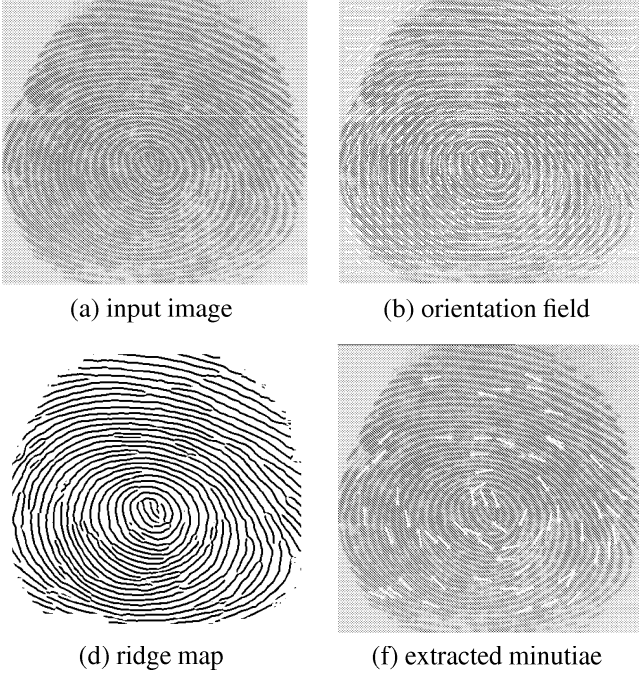 (a) input image
(b) orientation field
(d) ridge map
(f) extracted minutiae